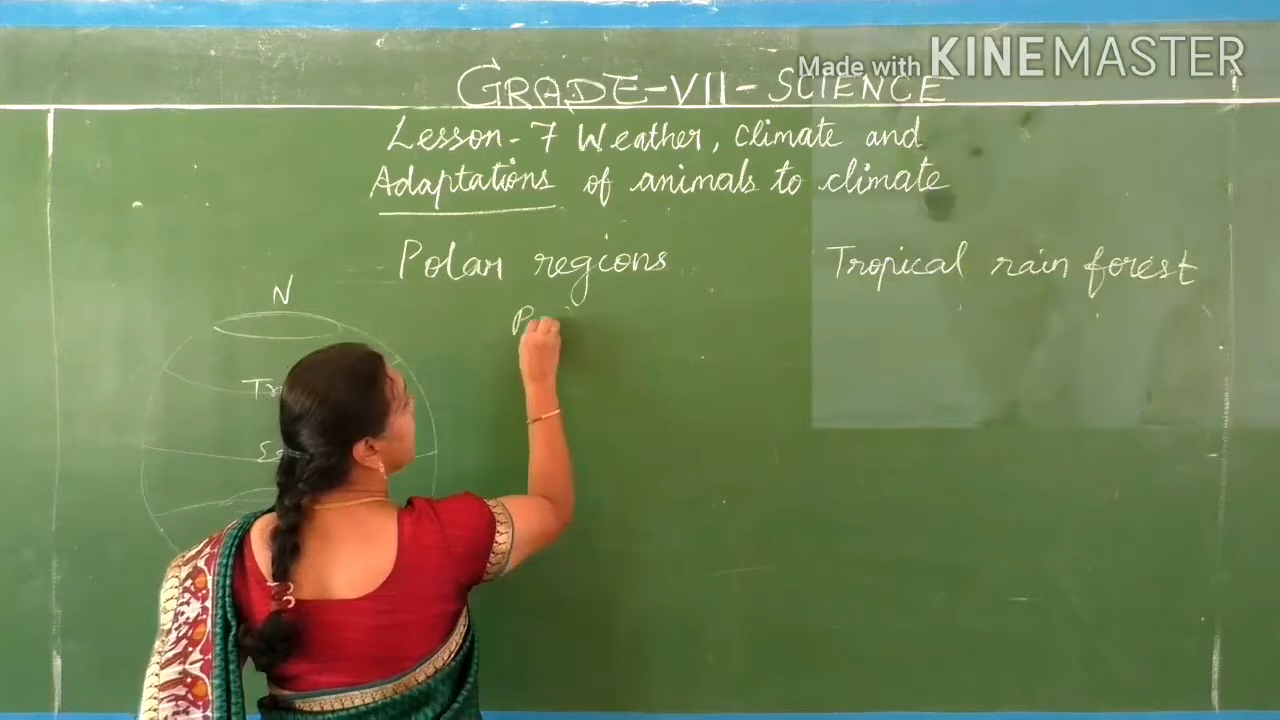 Made with KINEMASTER
GRADE-VII-SCIENCE
Lesson-7 Weather, climate and
Adaptations of animals to climate
Polar regions
Tropical rain forest
N
P